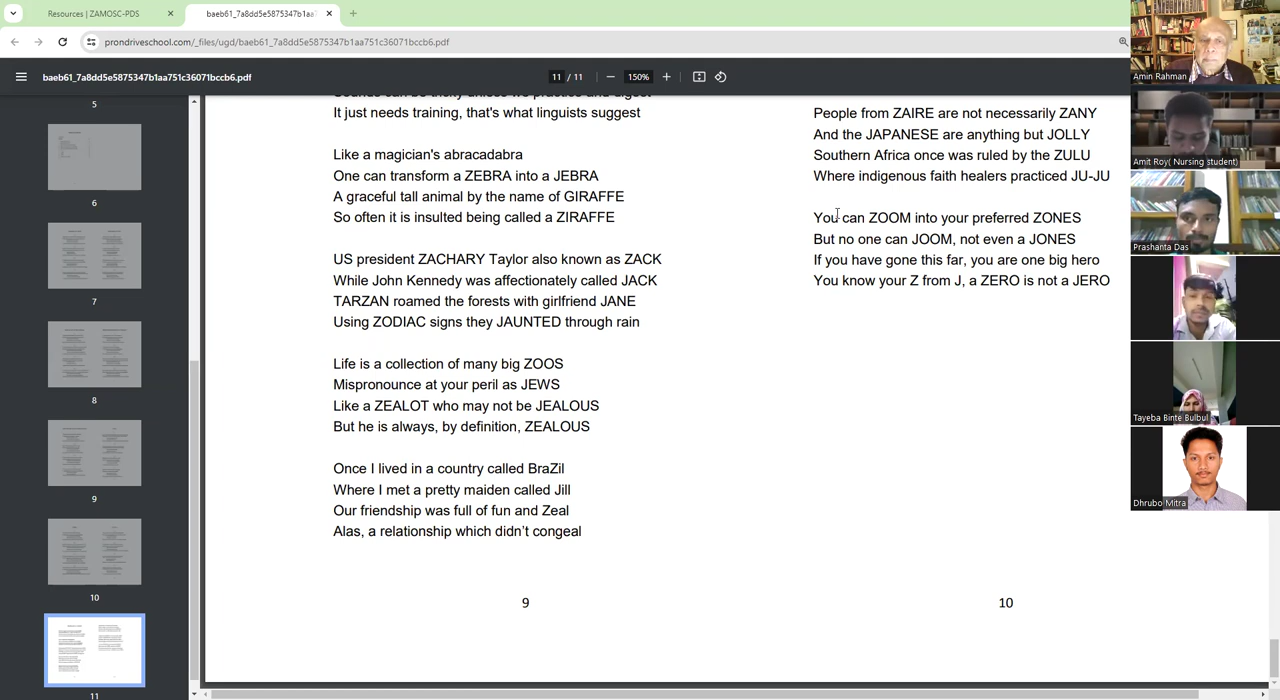 Resources | ZAMOSC-PDS
baeb61_7a8dd5e5875347b1aa
prondriveschool.com/_files/ugd/baeb61_7a8dd5e5875347b1aa751c36071bccb6.pdf
baeb61_7a8dd5e5875347b1aa751c36071bccb6.pdf
11 / 11
150%
5
6
7
8
9
10
11
It just needs training, that's what linguists suggest
Like a magician's abracadabra
One can transform a ZEBRA into a JEBRA
A graceful tall animal by the name of GIRAFFE
So often it is insulted being called a ZIRAFFE
US president ZACHARY Taylor also known as ZACK
While John Kennedy was affectionately called JACK
TARZAN roamed the forests with girlfriend JANE
Using ZODIAC signs they JAUNTED through rain
Life is a collection of many big ZOOS
Mispronounce at your peril as JEWS
Like a ZEALOT who may not be JEALOUS
But he is always, by definition, ZEALOUS
Once I lived in a country called BraZil
Where I met a pretty maiden called Jill
Our friendship was full of fun and Zeal
Alas, a relationship which didn't congeal
9
People from ZAIRE are not necessarily ZANY
And the JAPANESE are anything but JOLLY
Southern Africa once was ruled by the ZULU
Where indigenous faith healers practiced JU-JU
You can ZOOM into your preferred ZONES
But no one can JOOM, not even a JONES
If you have gone this far, you are one big hero
You know your Z from J, a ZERO is not a JERO
10
Amin Rahman
Amit Roy( Nursing student)
Prashanta Das
Tayeba Binte Bulbul
Dhrubo Mitra